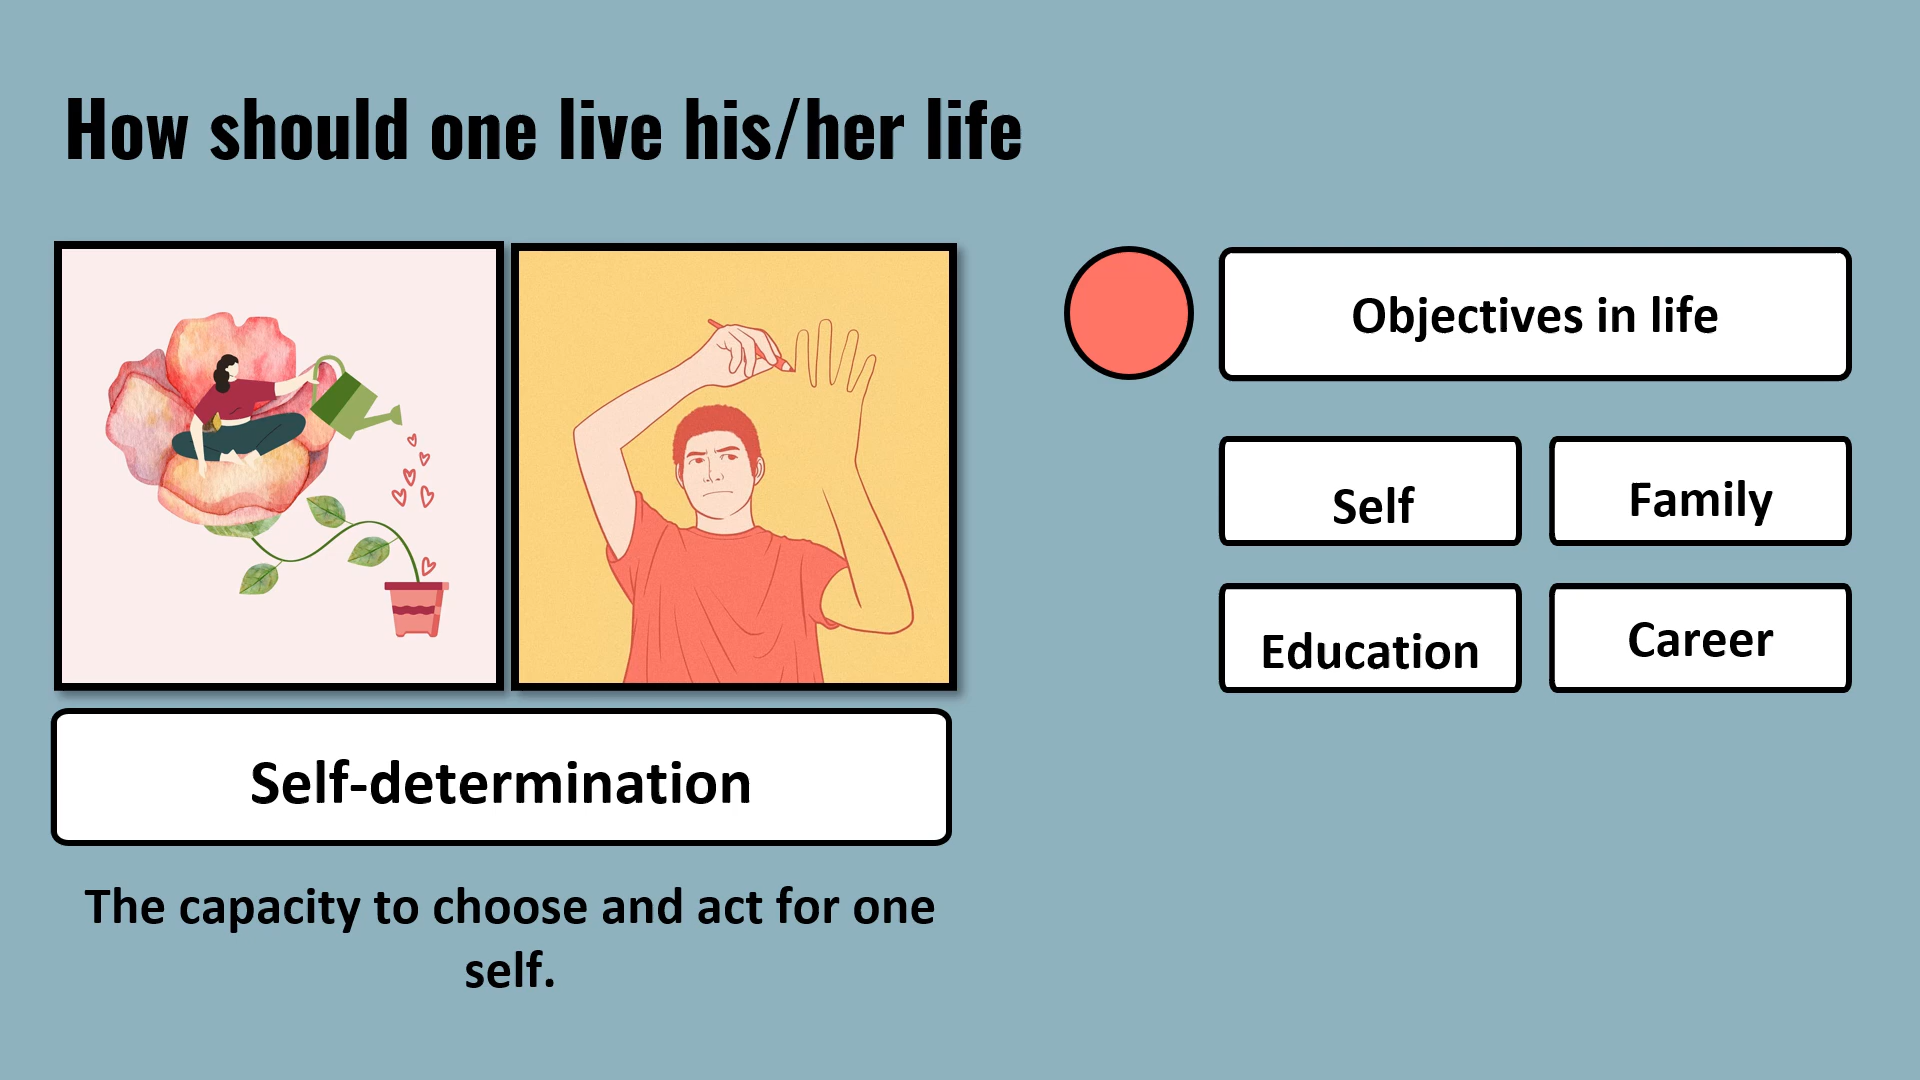 How should one live his/her life
Self-determination
The capacity to choose and act for one
self.
Objectives in life
Self
Family
Education
Career